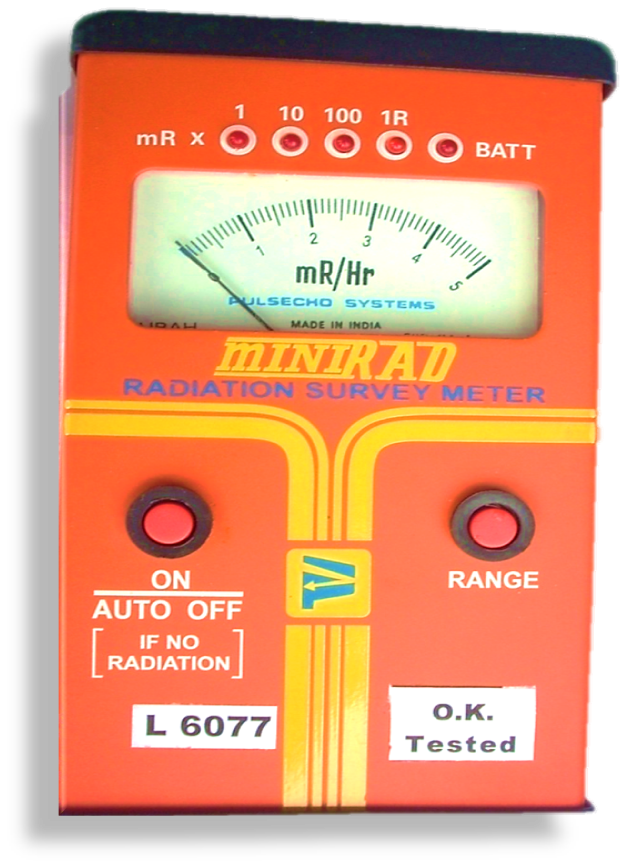 1 10 100 1R
mR X BATT
0 1 2 3 4 5
mR/Hr
PULSECHO SYSTEMS
MADE IN INDIA
MINIRAD
RADIATION SURVEY METER
ON
AUTO OFF
[ IF NO
RADIATION ]
RANGE
L 6077
O.K.
Tested